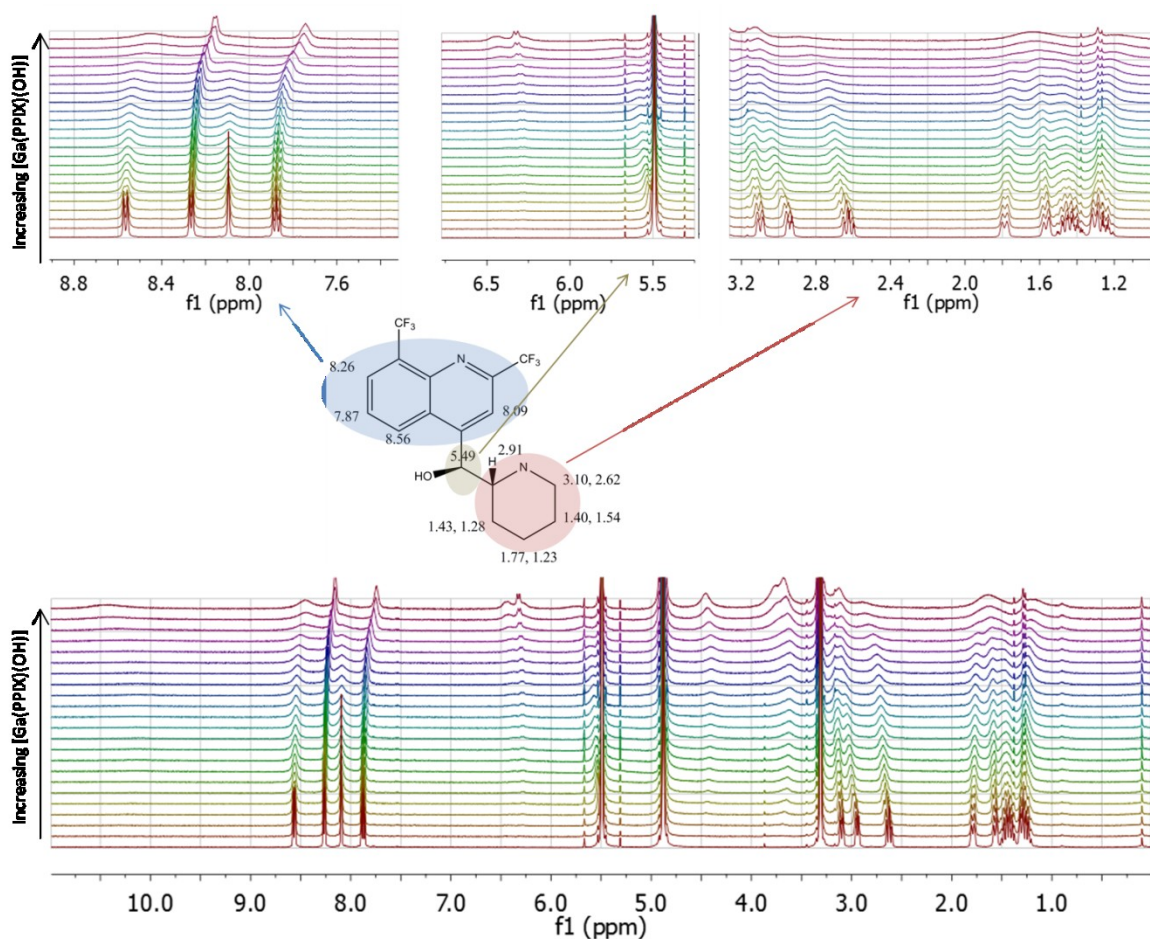 Increasing [Ga(PPIX)(OH)]
8.8 8.4 8.0 7.6
f1 (ppm)
6.5 6.0 5.5
f1 (ppm)
3.2 2.8 2.4 2.0 1.6 1.2
f1 (ppm)
CF3
8.26
N
CF3
7.87
8.09
8.56
5.49
H
2.91
N
HO
3.10, 2.62
1.43, 1.28
1.40, 1.54
1.77, 1.23
Increasing [Ga(PPIX)(OH)]
10.0 9.0 8.0 7.0 6.0 5.0 4.0 3.0 2.0 1.0
f1 (ppm)